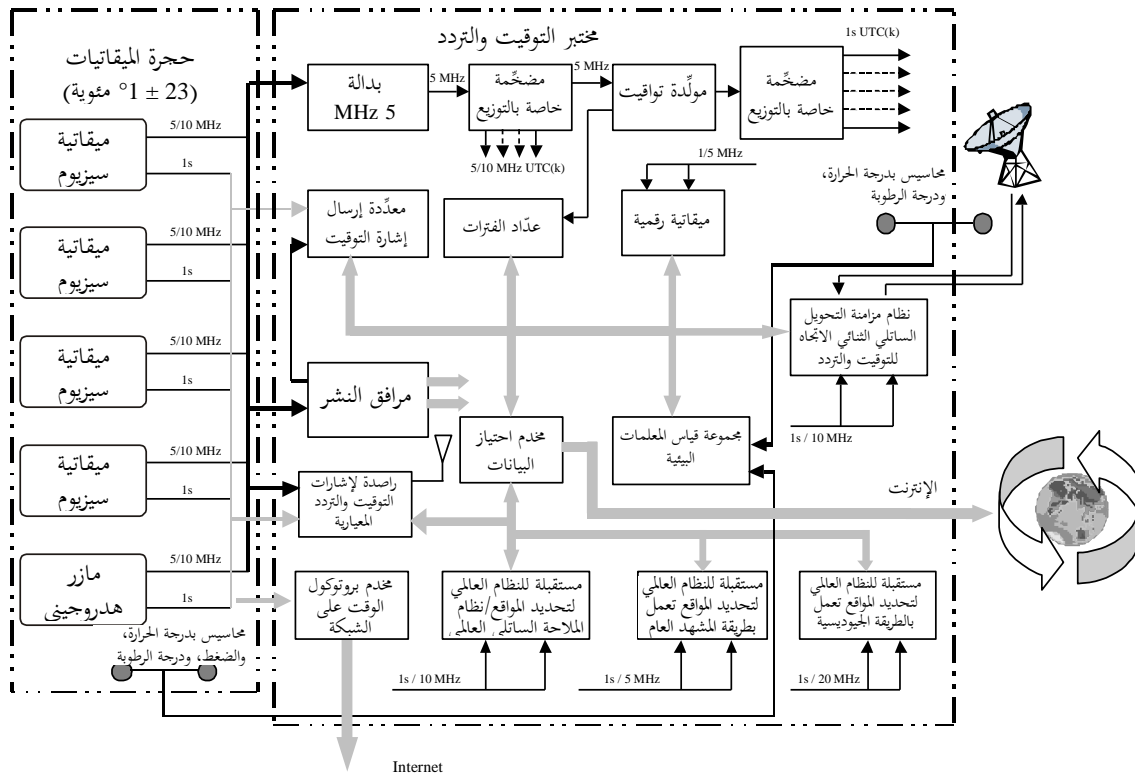 حجرة الميقاتيات
(23 ± 1° مئوية)
ميقاتية
سيزيوم
5/10 MHz
1s
ميقاتية
سيزيوم
5/10 MHz
1s
ميقاتية
سيزيوم
5/10 MHz
1s
ميقاتية
سيزيوم
5/10 MHz
1s
مازر
هدروجيني
5/10 MHz
1s
محاسيس بدرجة الحرارة،
والضغط، ودرجة الرطوبة
مختبر التوقيت والتردد
بدالة
5 MHz
5 MHz
مضخِّمة
خاصة بالتوزيع
5/10 MHz UTC(k)
5 MHz
مولِّدة تواقيت
مضخِّمة
خاصة بالتوزيع
1s UTC(k)
معدِّدة إرسال
إشارة التوقيت
عدّاد الفترات
1/5 MHz
ميقاتية رقمية
محاسيس بدرجة الحرارة،
ودرجة الرطوبة
نظام مزامنة التحويل
الساتلي الثنائي الاتجاه
للتوقيت والتردد
1s / 10 MHz
مرافق النشر
مخدم احتياز
البيانات
مجموعة قياس المعلمات
البيئية
الإنترنت
راصدة لإشارات
التوقيت والتردد
المعيارية
مخدم بروتوكول
الوقت على
الشبكة
مستقبلة للنظام العالمي
لتحديد المواقع/نظام
الملاحة الساتلي العالمي
1s / 10 MHz
مستقبلة للنظام العالمي
لتحديد المواقع تعمل
بطريقة المشهد العام
1s / 5 MHz
مستقبلة للنظام العالمي
لتحديد المواقع تعمل
بالطريقة الجيوديسية
1s / 20 MHz
Internet